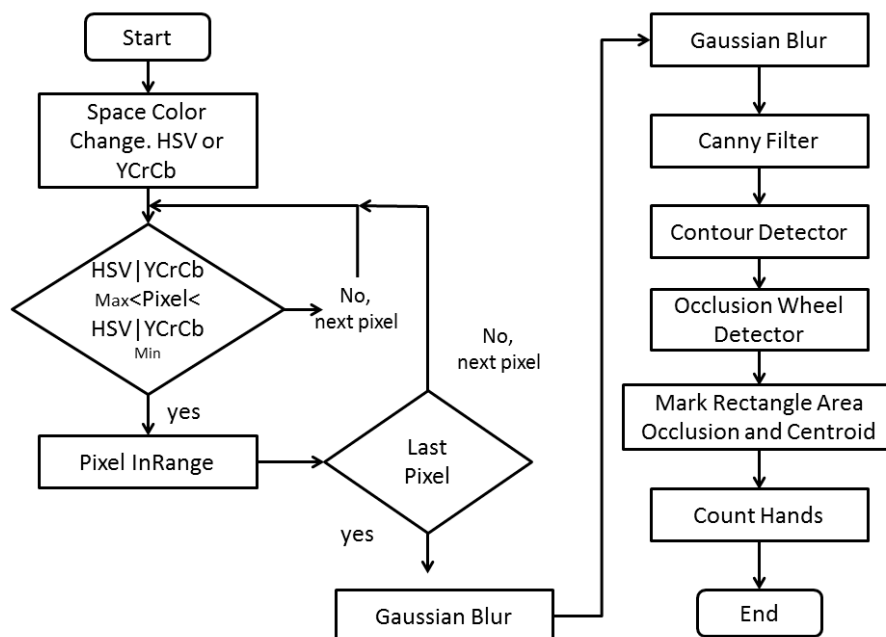 Start
Space Color
Change. HSV or
YCrCb
HSV|YCrCb
Max<Pixel<
HSV|YCrCb
Min
No,
next pixel
yes
Pixel InRange
Last
Pixel
No,
next pixel
yes
Gaussian Blur
Gaussian Blur
Canny Filter
Contour Detector
Occlusion Wheel
Detector
Mark Rectangle Area
Occlusion and Centroid
Count Hands
End